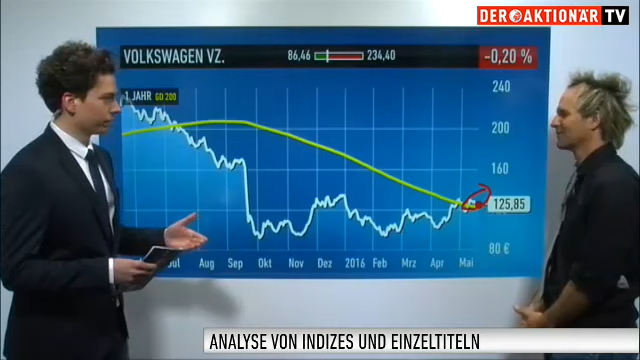 DER AKTIONÄR TV
VOLKSWAGEN VZ. 86,46 234,40 -0,20 %
1 JAHR GD 200
240
200
160
125,85
80 €
Jul Aug Sep Okt Nov Dez 2016 Feb Mrz Apr Mai
ANALYSE VON INDIZES UND EINZELTITELN